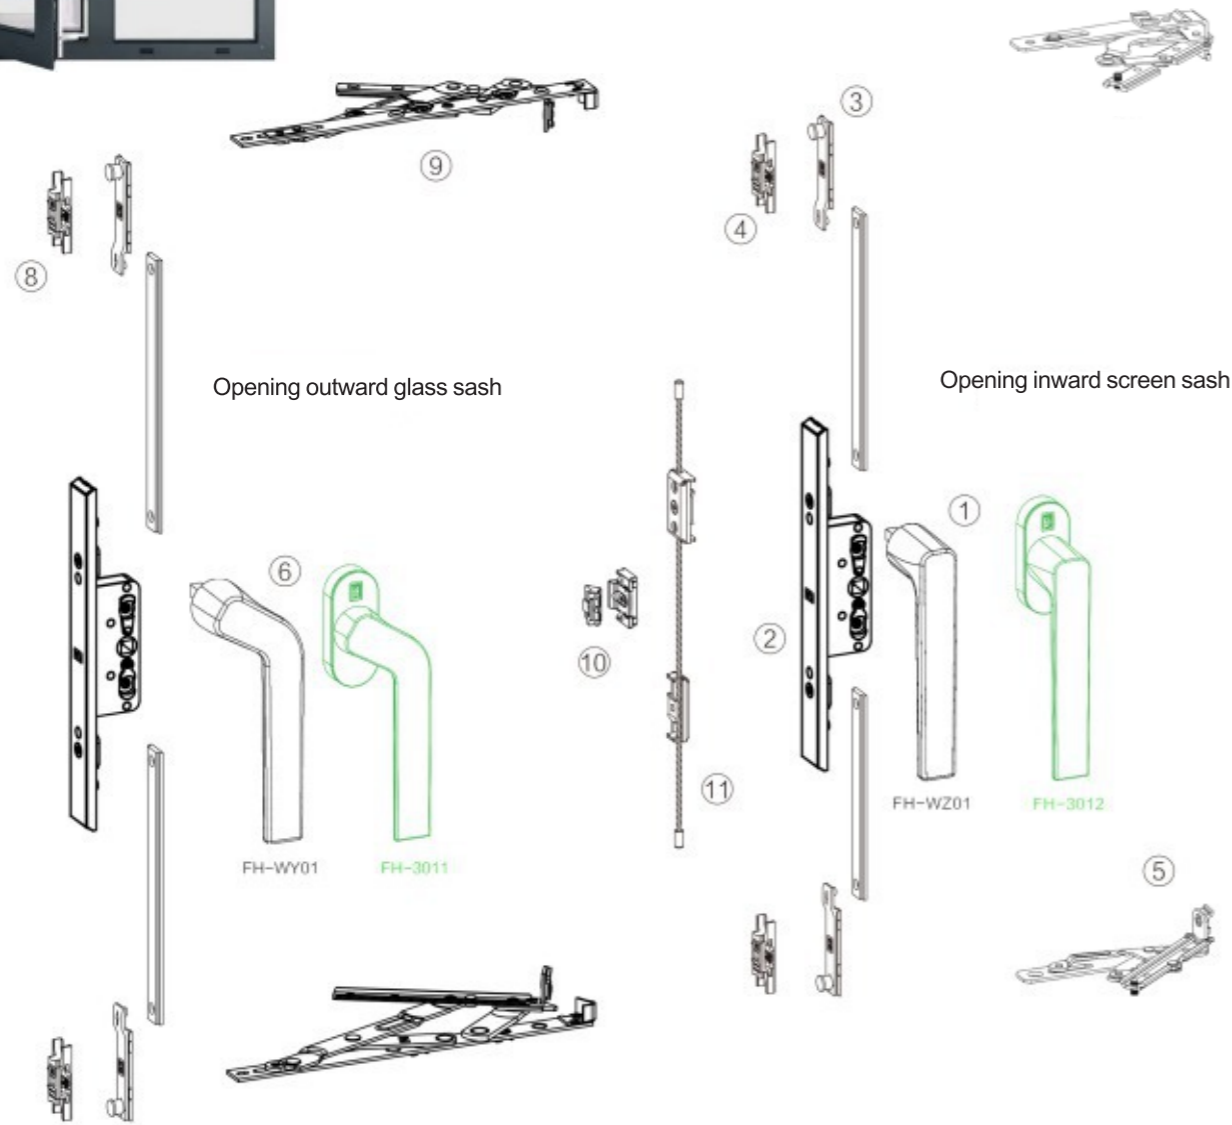 ③
⑨
④
⑧
Opening outward glass sash
Opening inward screen sash
①
⑥
②
⑩
⑪
FH-WZ01
FH-3012
FH-WY01
FH-3011
⑤